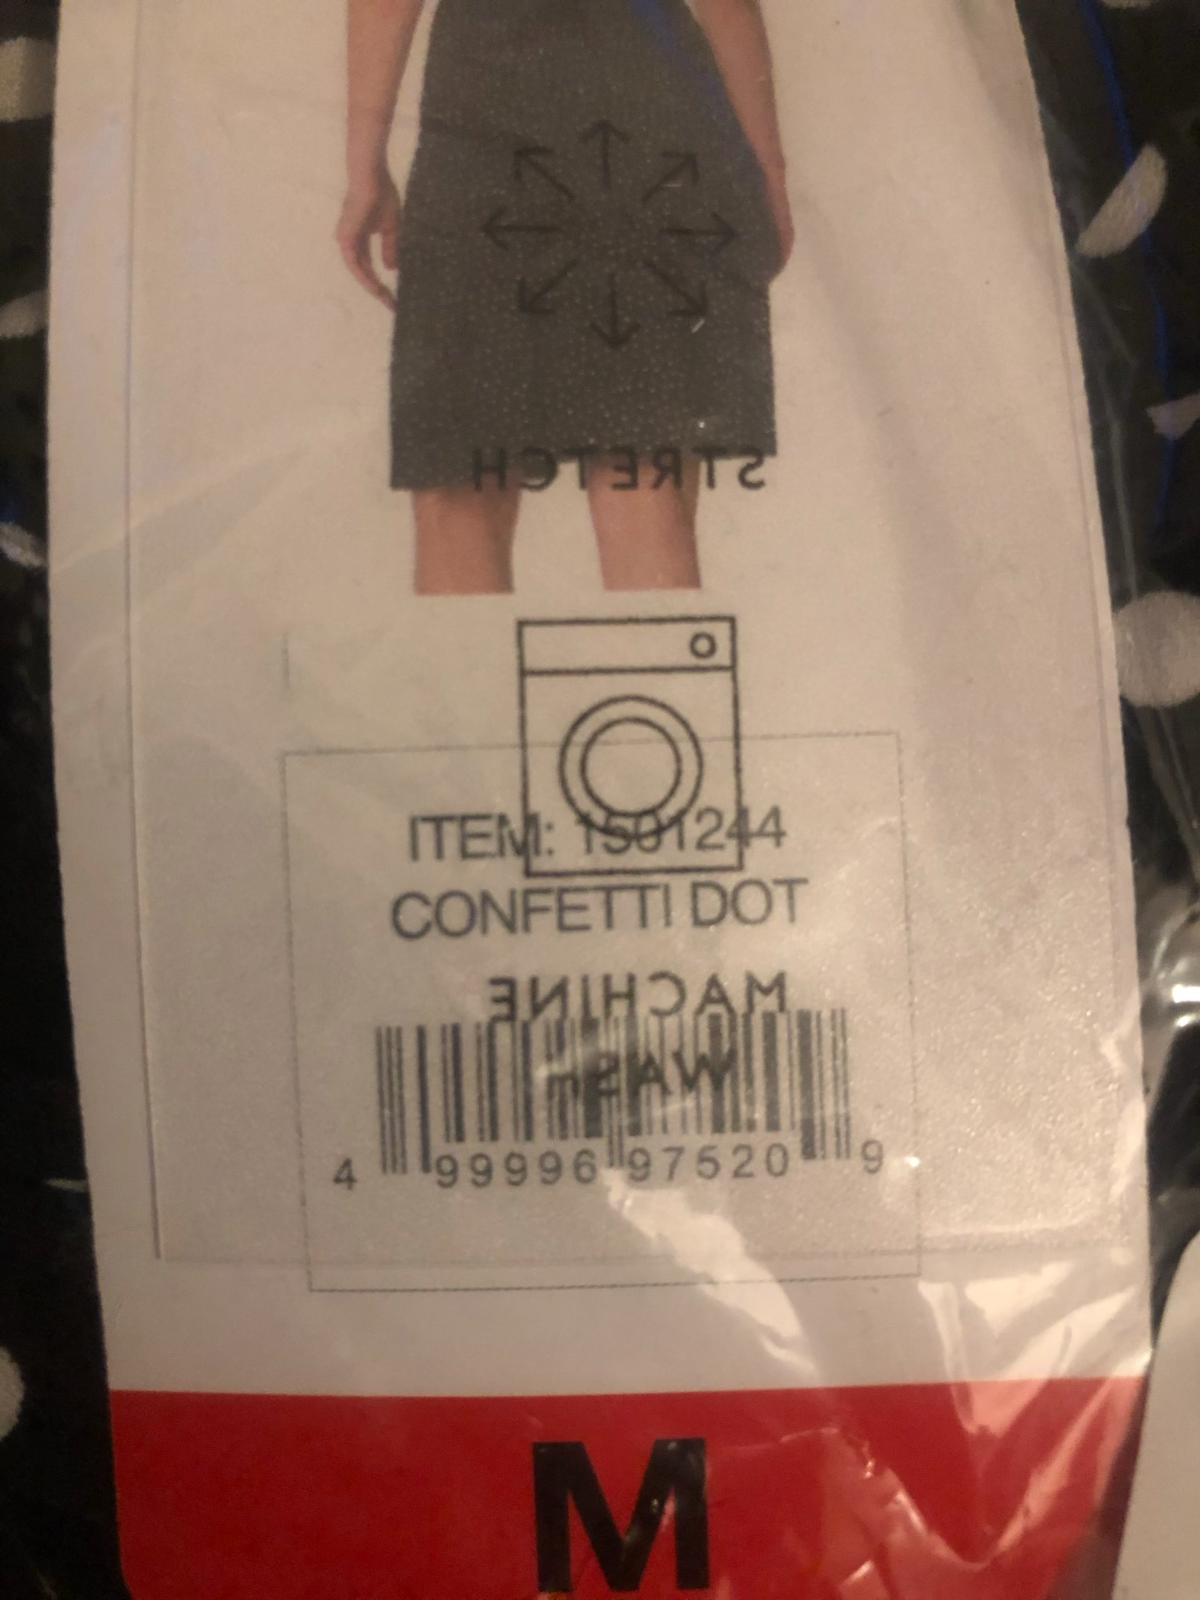 STRETCH
ITEM: 1501244
CONFETTI DOT
MACHINE
WASH
4 99996 97520 9
M